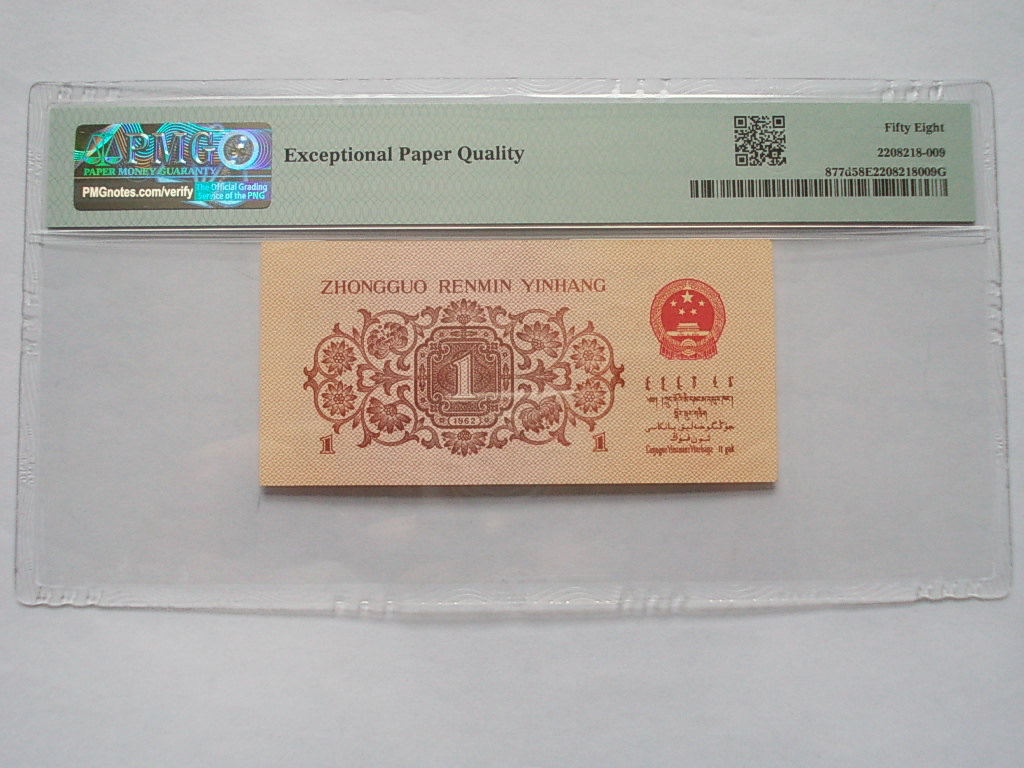 PMG
PAPER MONEY GUARANTY
PMGnotes.com/verify
The Official Grading
Service of the PNG
Exceptional Paper Quality
Fifty Eight
2208218-009
877d58E2208218009G
ZHONGGUO RENMIN YINHANG
1
1962
1
1